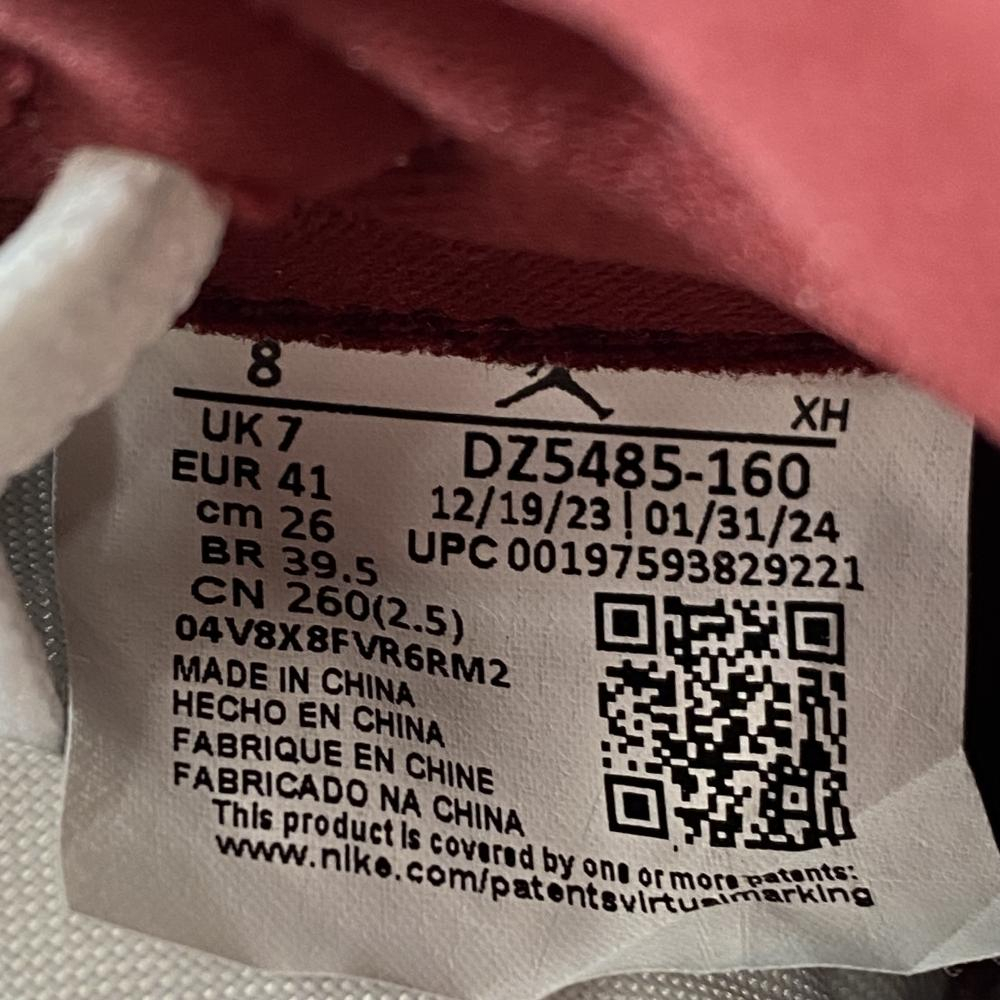 8
XH
UK 7
EUR 41
cm 26
BR 39.5
CN 260(2.5)
DZ5485-160
12/19/23 | 01/31/24
UPC 00197593829221
04V8X8FVR6RM2
MADE IN CHINA
HECHO EN CHINA
FABRIQUE EN CHINE
FABRICADO NA CHINA
This product is covered by one or more patents:
www.nike.com/patentsvirtualmarking